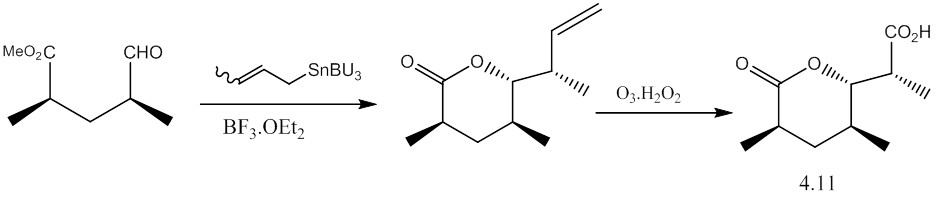 MeO₂C
CHO
SnBU₃
BF₃.OEt₂
O
O
O₃.H₂O₂
CO₂H
O
O
4.11